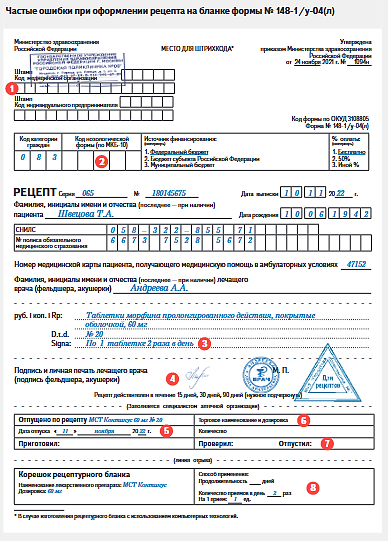 Частые ошибки при оформлении рецепта на бланке формы № 148-1/у-04(л)
Министерство здравоохранения
Российской Федерации
МЕСТО ДЛЯ ШТРИХКОДА*
Утверждена
приказом Министерства здравоохранения
Российской Федерации
от 24 ноября 2021 г. № 1094н
Штамп
Код медицинской организации
1
Штамп
Код индивидуального предпринимателя
Код формы по ОКУД 3108805
Форма № 148-1/у-04(л)
Код категории граждан
Код нозологической формы (по МКБ-10)
Источник финансирования:
% оплаты:
0 8 3
2
1. Федеральный бюджет
2. Бюджет субъекта Российской Федерации
3. Муниципальный бюджет
1. Бесплатно
2. 50%
3. Иной %
РЕЦЕПТ Серия 065 № 180145675 Дата выписки 1 0 1 1 2022 г.
Фамилия, инициалы имени и отчества (последнее — при наличии)
пациента Швецова Т.А. Дата рождения 1 0 0 6 1 9 4 2
СНИЛС 0 5 8 – 3 2 2 – 8 5 5 7 1
№ полиса обязательного медицинского страхования 6 6 7 3 7 5 2 8 5 6 7 2
Номер медицинской карты пациента, получающего медицинскую помощь в амбулаторных условиях 47152
Фамилия, инициалы имени и отчества (последнее — при наличии) лечащего
врача (фельдшера, акушерки) Андреева А.А.
руб. I коп. I Rp: Таблетки морфина пролонгированного действия, покрытые
оболочкой, 60 мг
D.t.d. № 20
Signa: По 1 таблетке 2 раза в день 3
Подпись и печать лечащего врача
(подпись фельдшера, акушерки)
4
ВРАЧ
М. П.
Для рецептов
Рецепт действителен в течение 15 дней, 30 дней, 90 дней (нужное подчеркнуть)
(Заполняется специалистом аптечной организации)
Отпущено по рецепту МСТ Континус 60 мг № 20
Торговое наименование и дозировка 6
Дата отпуска « 11 » ноября 2022 г. 5
Количество
Приготовил:
Проверил:
Отпустил: 7
(линия отрыва)
Корешок рецептурного бланка
Наименование лекарственного препарата: МСТ Континус
Дозировка: 60 мг
Способ применения:
Продолжительность дней
Количество приемов в день 2 раз
На 1 прием: 1 ед.
8
* В случае изготовления рецептурного бланка с использованием компьютерных технологий.